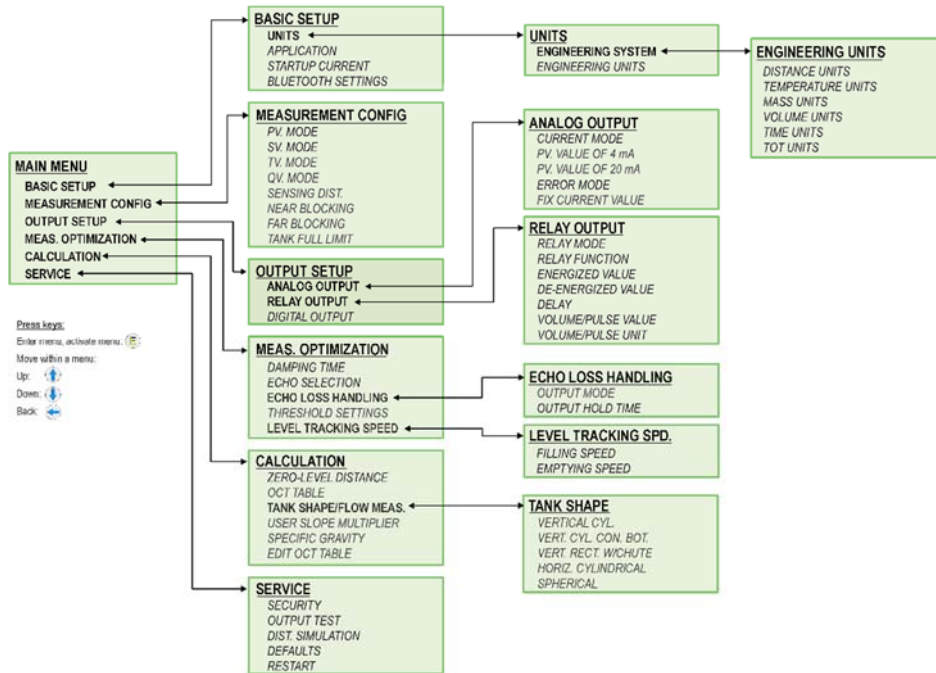 MAIN MENU
BASIC SETUP
MEASUREMENT CONFIG
OUTPUT SETUP
MEAS. OPTIMIZATION
CALCULATION
SERVICE
Press keys:
Enter menu, activate menu: E
Move within a menu:
Up:
Down:
Back:
BASIC SETUP
UNITS
APPLICATION
STARTUP CURRENT
BLUETOOTH SETTINGS
MEASUREMENT CONFIG
PV. MODE
SV. MODE
TV. MODE
QV. MODE
SENSING DIST.
NEAR BLOCKING
FAR BLOCKING
TANK FULL LIMIT
OUTPUT SETUP
ANALOG OUTPUT
RELAY OUTPUT
DIGITAL OUTPUT
MEAS. OPTIMIZATION
DAMPING TIME
ECHO SELECTION
ECHO LOSS HANDLING
THRESHOLD SETTINGS
LEVEL TRACKING SPEED
CALCULATION
ZERO-LEVEL DISTANCE
OCT TABLE
TANK SHAPE/FLOW MEAS.
USER SLOPE MULTIPLIER
SPECIFIC GRAVITY
EDIT OCT TABLE
SERVICE
SECURITY
OUTPUT TEST
DIST. SIMULATION
DEFAULTS
RESTART
UNITS
ENGINEERING SYSTEM
ENGINEERING UNITS
ANALOG OUTPUT
CURRENT MODE
PV. VALUE OF 4 mA
PV. VALUE OF 20 mA
ERROR MODE
FIX CURRENT VALUE
RELAY OUTPUT
RELAY MODE
RELAY FUNCTION
ENERGIZED VALUE
DE-ENERGIZED VALUE
DELAY
VOLUME/PULSE VALUE
VOLUME/PULSE UNIT
ECHO LOSS HANDLING
OUTPUT MODE
OUTPUT HOLD TIME
LEVEL TRACKING SPD.
FILLING SPEED
EMPTYING SPEED
TANK SHAPE
VERTICAL CYL.
VERT. CYL. CON. BOT.
VERT. RECT. W/CHUTE
HORIZ. CYLINDRICAL
SPHERICAL
ENGINEERING UNITS
DISTANCE UNITS
TEMPERATURE UNITS
MASS UNITS
VOLUME UNITS
TIME UNITS
TOT UNITS